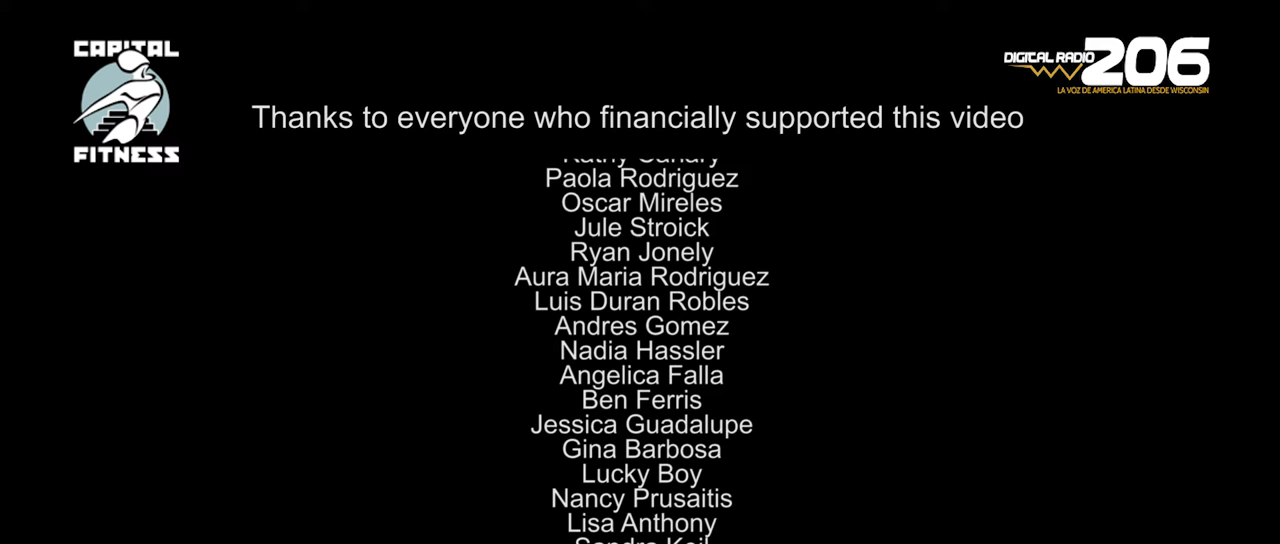 CAPITAL
FITNESS
DIGITAL RADIO 206
LA VOZ DE AMERICA LATINA DESDE WISCONSIN
Thanks to everyone who financially supported this video
Paola Rodriguez
Oscar Mireles
Jule Stroick
Ryan Jonely
Aura Maria Rodriguez
Luis Duran Robles
Andres Gomez
Nadia Hassler
Angelica Falla
Ben Ferris
Jessica Guadalupe
Gina Barbosa
Lucky Boy
Nancy Prusaitis
Lisa Anthony